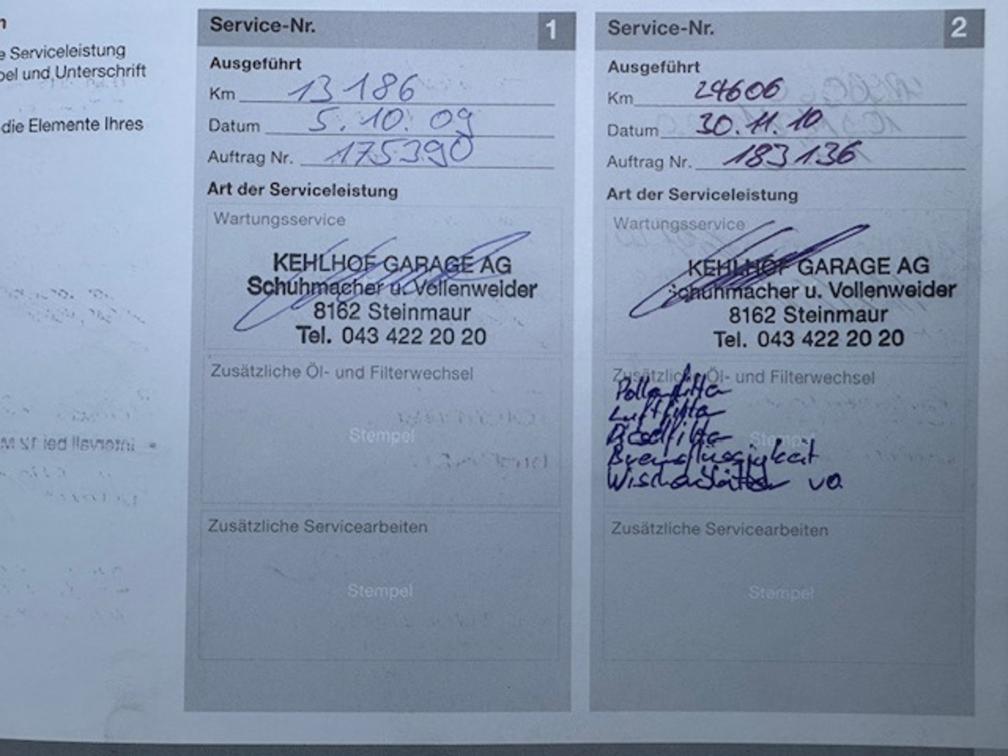 n
e Serviceleistung
pel und Unterschrift
die Elemente Ihres
Service-Nr. 1
Ausgeführt
Km 13186
Datum 5.10.09
Auftrag Nr. 175390
Art der Serviceleistung
Wartungsservice
KEHLHOF GARAGE AG
Schuhmacher u. Vollenweider
8162 Steinmaur
Tel. 043 422 20 20
Zusätzliche Öl- und Filterwechsel
Stempel
Zusätzliche Servicearbeiten
Stempel
Service-Nr. 2
Ausgeführt
Km 24606
Datum 30.11.10
Auftrag Nr. 183136
Art der Serviceleistung
Wartungsservice
KEHLHOF GARAGE AG
Schuhmacher u. Vollenweider
8162 Steinmaur
Tel. 043 422 20 20
Zusätzliche Öl- und Filterwechsel
Pollenfilter
Luftfilter
Dieselfilter
Stempel
Bremsflüssigkeit
Wischerblätter va
Zusätzliche Servicearbeiten
Stempel